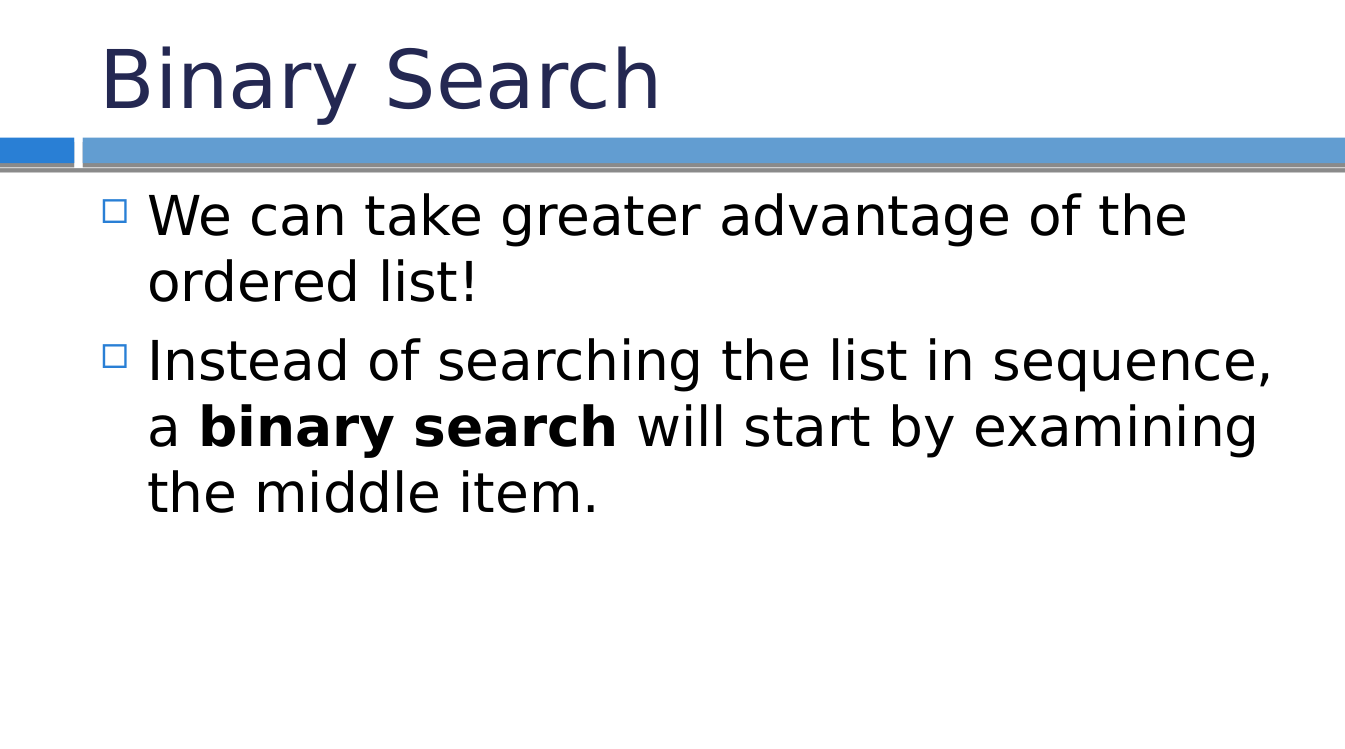 Binary Search
We can take greater advantage of the
ordered list!
Instead of searching the list in sequence,
a binary search will start by examining
the middle item.